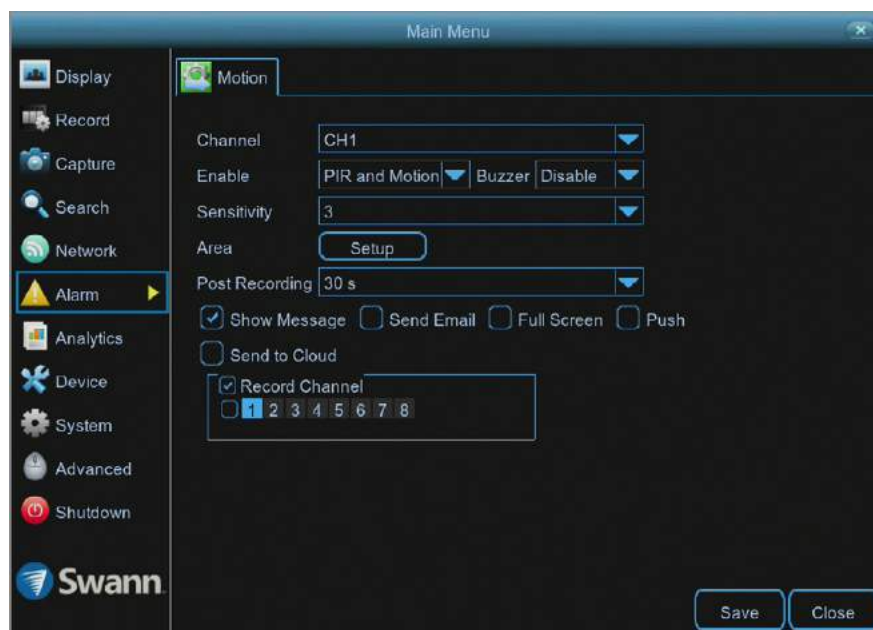 Main Menu
Display
Record
Capture
Search
Network
Alarm
Analytics
Device
System
Advanced
Shutdown
Swann
Motion
Channel CH1
Enable PIR and Motion Buzzer Disable
Sensitivity 3
Area Setup
Post Recording 30 s
Show Message Send Email Full Screen Push
Send to Cloud
Record Channel
1 2 3 4 5 6 7 8
Save Close